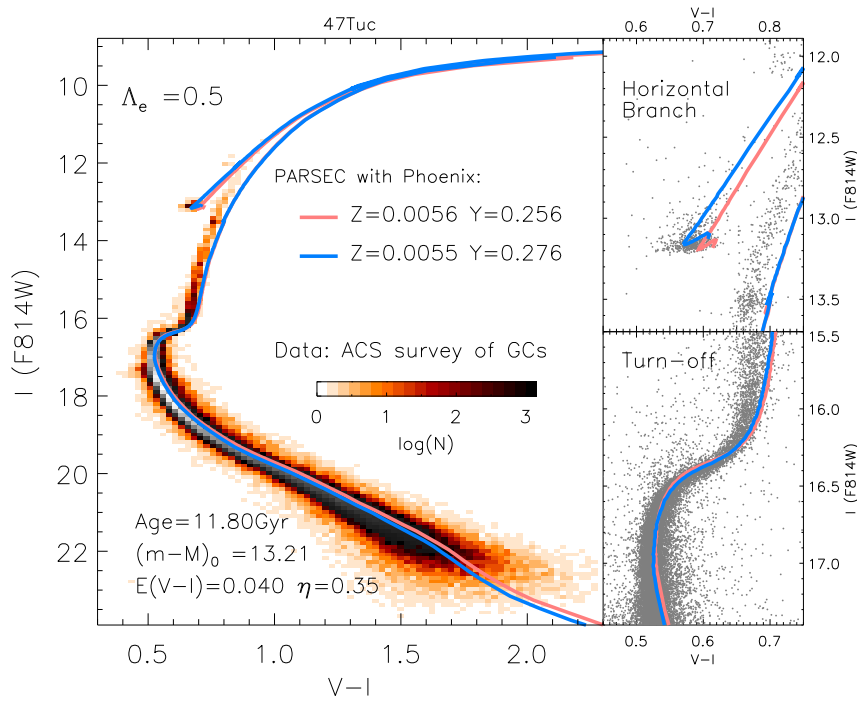 47Tuc
V−I
0.6 0.7 0.8
Λe =0.5
PARSEC with Phoenix:
Z=0.0056 Y=0.256
Z=0.0055 Y=0.276
Data: ACS survey of GCs
0 1 2 3
log(N)
Age=11.80Gyr
(m−M)0 =13.21
E(V−I)=0.040 η=0.35
10
12
14
16
18
20
22
I (F814W)
0.5 1.0 1.5 2.0
V−I
Horizontal
Branch
12.0
12.5
13.0
13.5
I (F814W)
Turn−off
15.5
16.0
16.5
17.0
I (F814W)
0.5 0.6 0.7
V−I